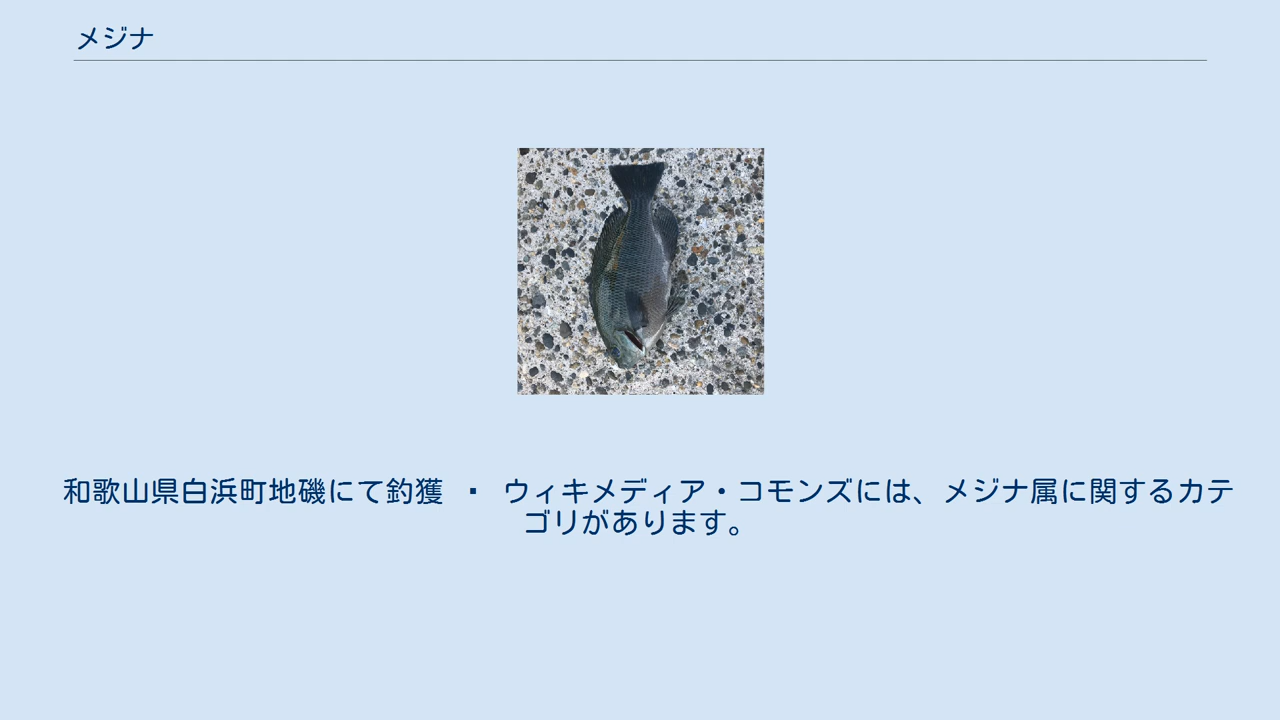 メジナ
和歌山県白浜町地磯にて釣獲 ▪ ウィキメディア・コモンズには、メジナ属に関するカテ
ゴリがあります。